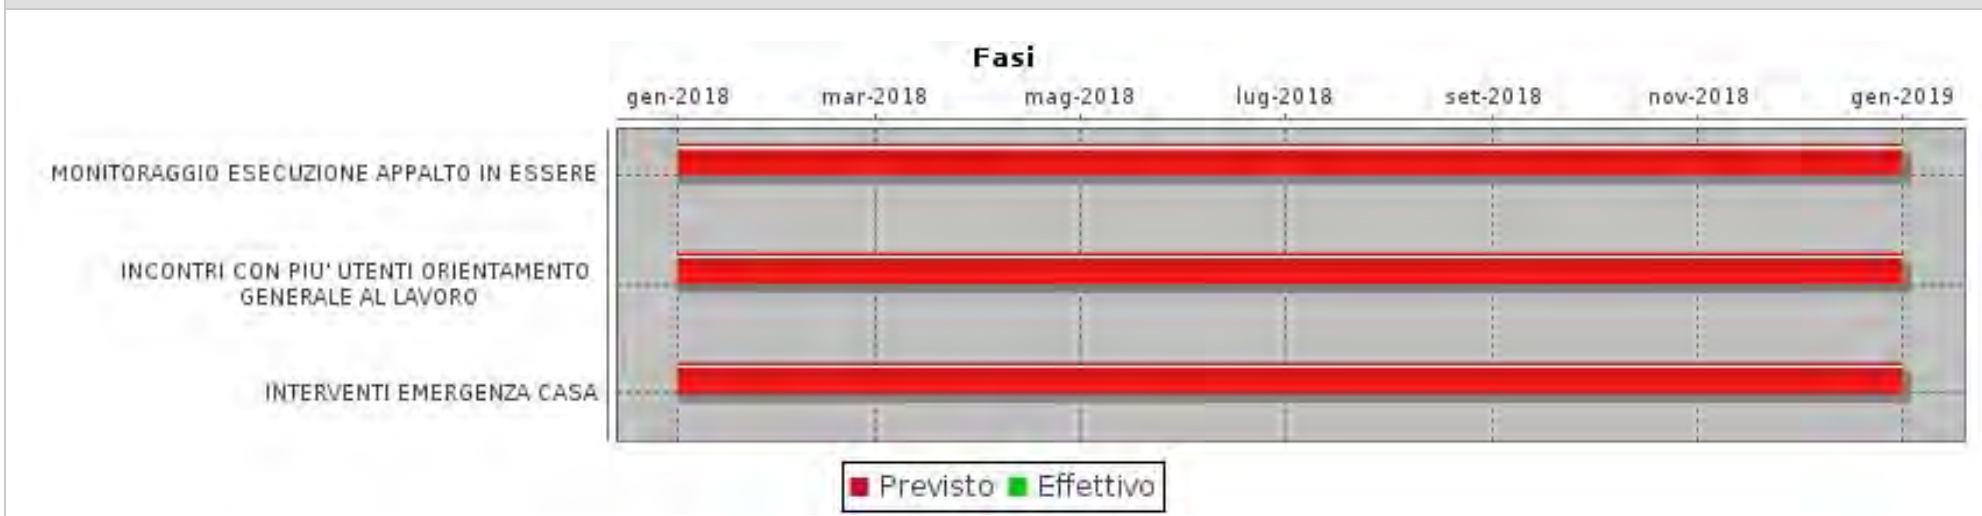 Fasi
gen-2018 mar-2018 mag-2018 lug-2018 set-2018 nov-2018 gen-2019
MONITORAGGIO ESECUZIONE APPALTO IN ESSERE
INCONTRI CON PIU' UTENTI ORIENTAMENTO
GENERALE AL LAVORO
INTERVENTI EMERGENZA CASA
Previsto Effettivo